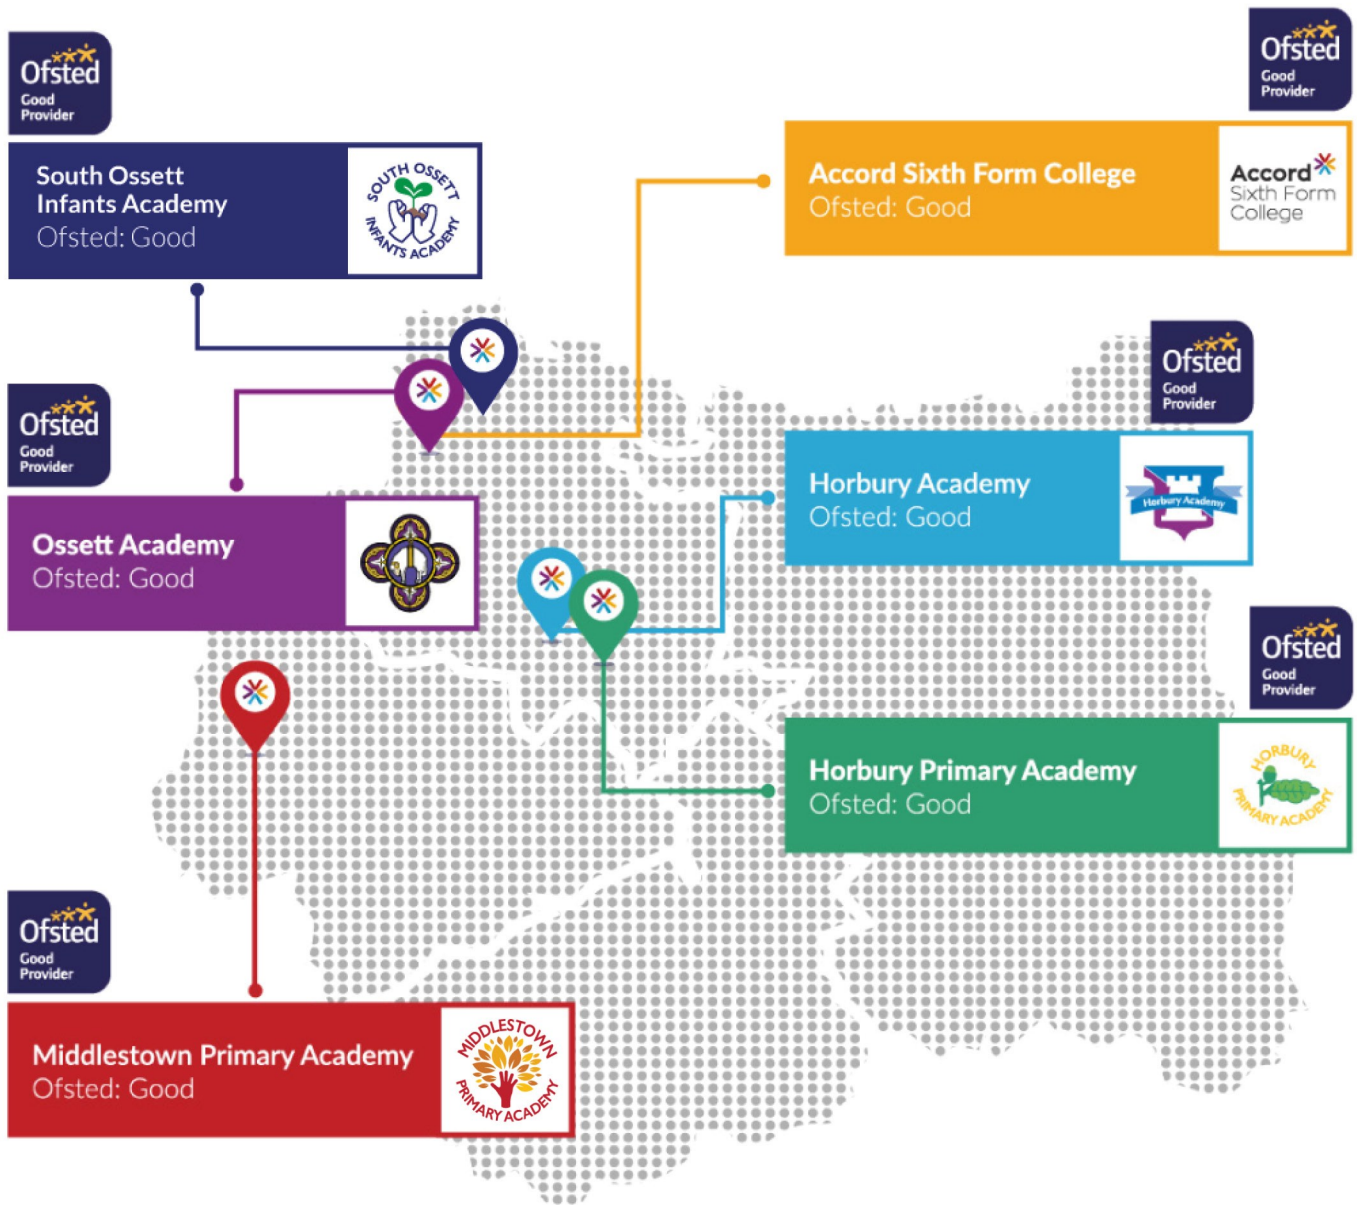 Ofsted
Good
Provider
South Ossett
Infants Academy
Ofsted: Good
SOUTH OSSETT
INFANTS ACADEMY
Ofsted
Good
Provider
Accord Sixth Form College
Ofsted: Good
Accord
Sixth Form
College
Ofsted
Good
Provider
Ossett Academy
Ofsted: Good
Ofsted
Good
Provider
Horbury Academy
Ofsted: Good
Horbury Academy
Ofsted
Good
Provider
Horbury Primary Academy
Ofsted: Good
HORBURY
PRIMARY ACADEMY
Ofsted
Good
Provider
Middlestown Primary Academy
Ofsted: Good
MIDDLESTOWN
PRIMARY ACADEMY